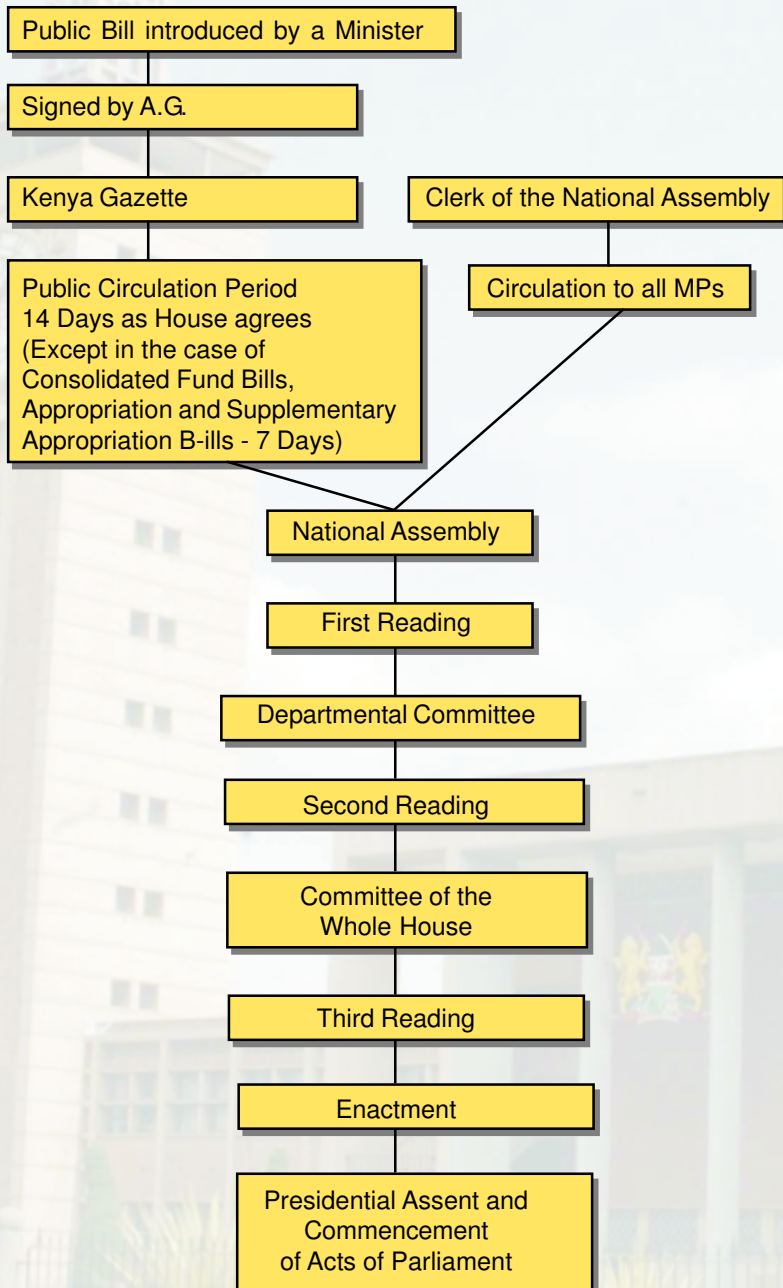 Public Bill introduced by a Minister
Signed by A.G.
Kenya Gazette
Clerk of the National Assembly
Public Circulation Period
14 Days as House agrees
(Except in the case of
Consolidated Fund Bills,
Appropriation and Supplementary
Appropriation B-ills - 7 Days)
Circulation to all MPs
National Assembly
First Reading
Departmental Committee
Second Reading
Committee of the
Whole House
Third Reading
Enactment
Presidential Assent and
Commencement
of Acts of Parliament